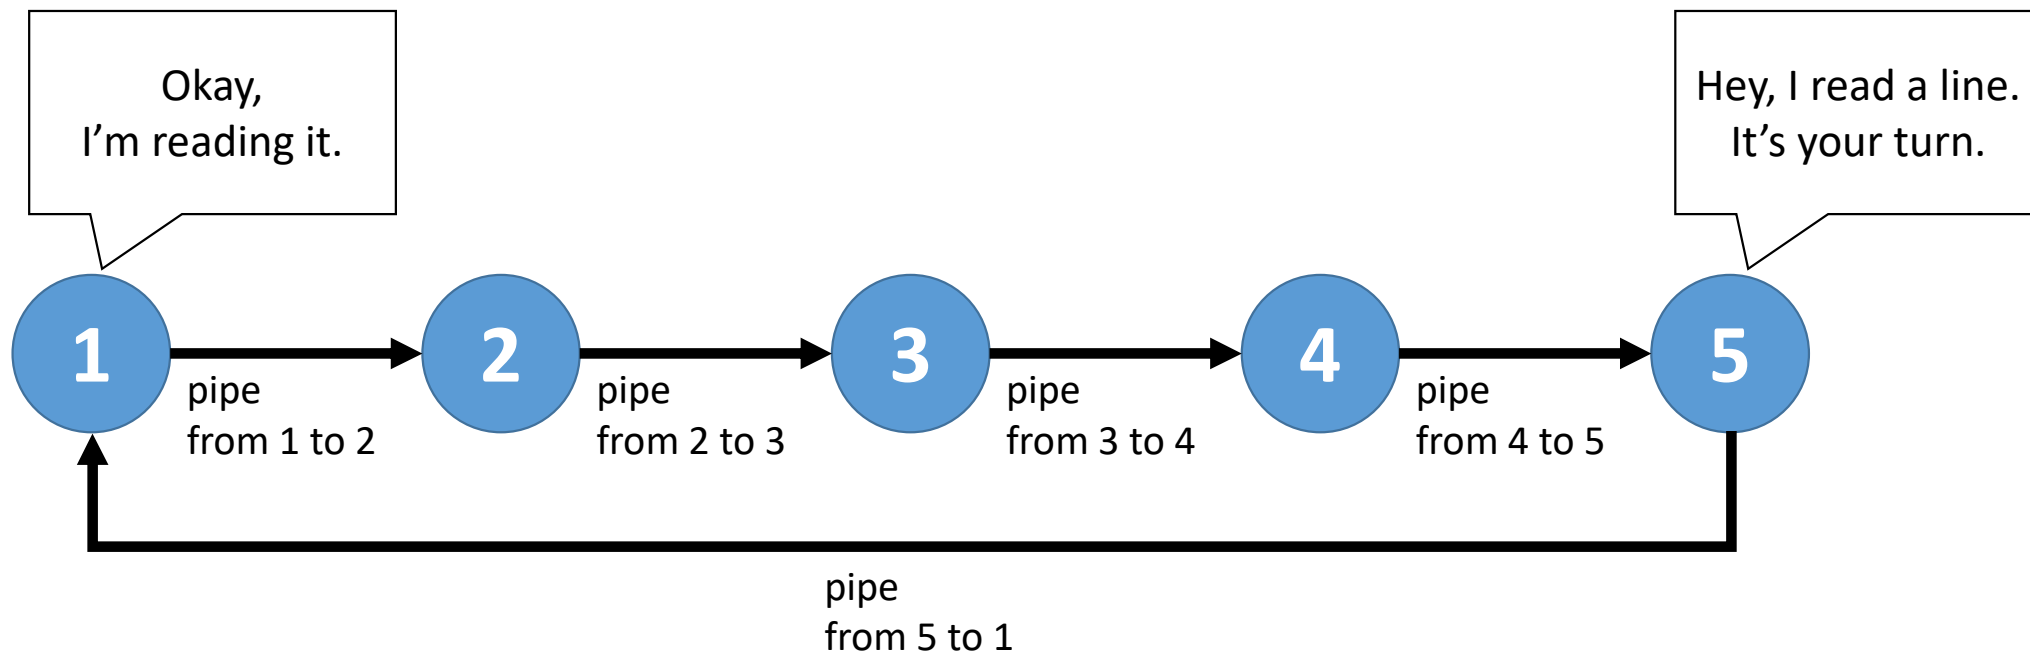 Okay,
I’m reading it.
Hey, I read a line.
It’s your turn.
1
2
3
4
5
pipe
from 1 to 2
pipe
from 2 to 3
pipe
from 3 to 4
pipe
from 4 to 5
pipe
from 5 to 1